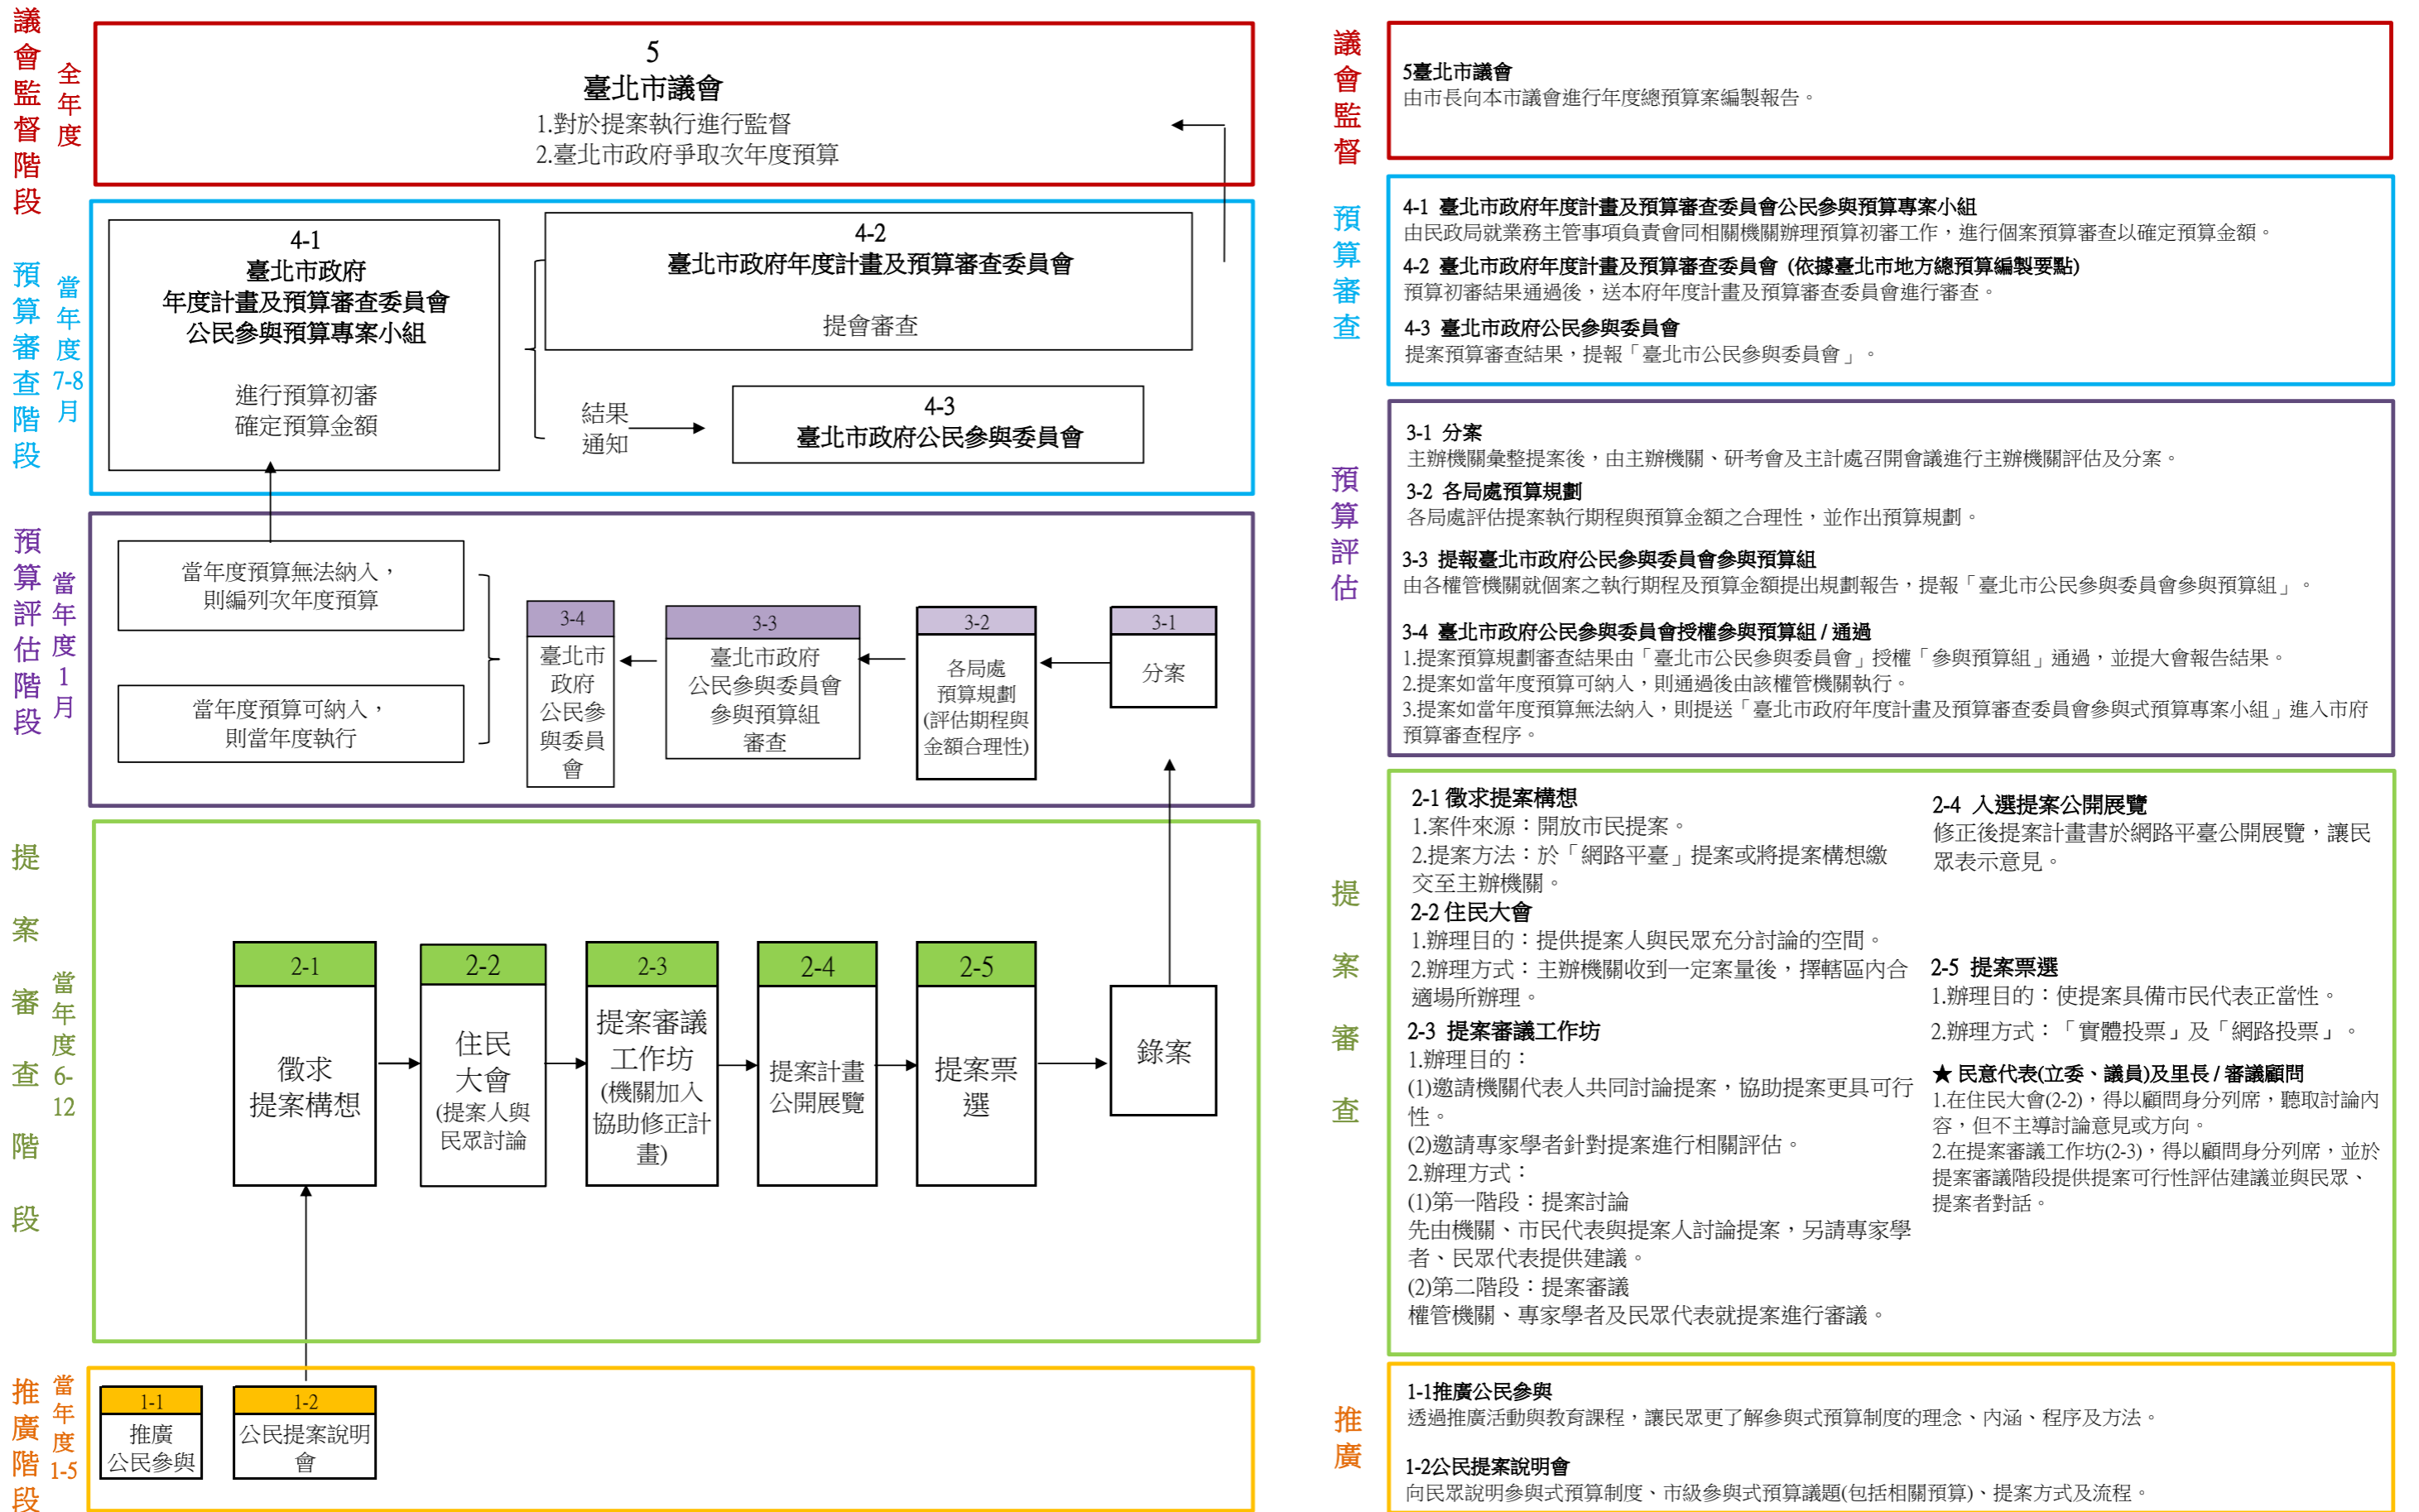 議會監督階段
全年度
5
臺北市議會
1.對於提案執行進行監督
2.臺北市政府爭取次年度預算
預算審查階段
當年度7-8月
4-1
臺北市政府
年度計畫及預算審查委員會
公民參與預算專案小組
進行預算初審
確定預算金額
4-2
臺北市政府年度計畫及預算審查委員會
提會審查
結果
通知
4-3
臺北市政府公民參與委員會
預算評估階段
當年度1月
當年度預算無法納入，
則編列次年度預算
當年度預算可納入，
則當年度執行
3-4
臺北市
政府
公民參
與委員
會
3-3
臺北市政府
公民參與委員會
參與預算組
審查
3-2
各局處
預算規劃
(評估期程與
金額合理性)
3-1
分案
提案審查階段
當年度6-12
2-1
徵求
提案構想
2-2
住民
大會
(提案人與
民眾討論
2-3
提案審議
工作坊
(機關加入
協助修正計
畫)
2-4
提案計畫
公開展覽
2-5
提案票
選
錄案
推廣階段
當年度1-5
1-1
推廣
公民參與
1-2
公民提案說明
會
議會監督
5臺北市議會
由市長向本市議會進行年度總預算案編製報告。
預算審查
4-1 臺北市政府年度計畫及預算審查委員會公民參與預算專案小組
由民政局就業務主管事項負責會同相關機關辦理預算初審工作，進行個案預算審查以確定預算金額。
4-2 臺北市政府年度計畫及預算審查委員會 (依據臺北市地方總預算編製要點)
預算初審結果通過後，送本府年度計畫及預算審查委員會進行審查。
4-3 臺北市政府公民參與委員會
提案預算審查結果，提報「臺北市公民參與委員會」。
預算評估
3-1 分案
主辦機關彙整提案後，由主辦機關、研考會及主計處召開會議進行主辦機關評估及分案。
3-2 各局處預算規劃
各局處評估提案執行期程與預算金額之合理性，並作出預算規劃。
3-3 提報臺北市政府公民參與委員會參與預算組
由各權管機關就個案之執行期程及預算金額提出規劃報告，提報「臺北市公民參與委員會參與預算組」。
3-4 臺北市政府公民參與委員會授權參與預算組 / 通過
1.提案預算規劃審查結果由「臺北市公民參與委員會」授權「參與預算組」通過，並提大會報告結果。
2.提案如當年度預算可納入，則通過後由該權管機關執行。
3.提案如當年度預算無法納入，則提送「臺北市政府年度計畫及預算審查委員會參與式預算專案小組」進入市府
預算審查程序。
提案審查
2-1 徵求提案構想
1.案件來源：開放市民提案。
2.提案方法：於「網路平臺」提案或將提案構想繳
交至主辦機關。
2-2 住民大會
1.辦理目的：提供提案人與民眾充分討論的空間。
2.辦理方式：主辦機關收到一定案量後，擇轄區內合
適場所辦理。
2-3 提案審議工作坊
1.辦理目的：
(1)邀請機關代表人共同討論提案，協助提案更具可行
性。
(2)邀請專家學者針對提案進行相關評估。
2.辦理方式：
(1)第一階段：提案討論
先由機關、市民代表與提案人討論提案，另請專家學
者、民眾代表提供建議。
(2)第二階段：提案審議
權管機關、專家學者及民眾代表就提案進行審議。
2-4 入選提案公開展覽
修正後提案計畫書於網路平臺公開展覽，讓民
眾表示意見。
2-5 提案票選
1.辦理目的：使提案具備市民代表正當性。
2.辦理方式：「實體投票」及「網路投票」。
★ 民意代表(立委、議員)及里長 / 審議顧問
1.在住民大會(2-2)，得以顧問身分列席，聽取討論內
容，但不主導討論意見或方向。
2.在提案審議工作坊(2-3)，得以顧問身分列席，並於
提案審議階段提供提案可行性評估建議並與民眾、
提案者對話。
推廣
1-1推廣公民參與
透過推廣活動與教育課程，讓民眾更了解參與式預算制度的理念、內涵、程序及方法。
1-2公民提案說明會
向民眾說明參與式預算制度、市級參與式預算議題(包括相關預算)、提案方式及流程。